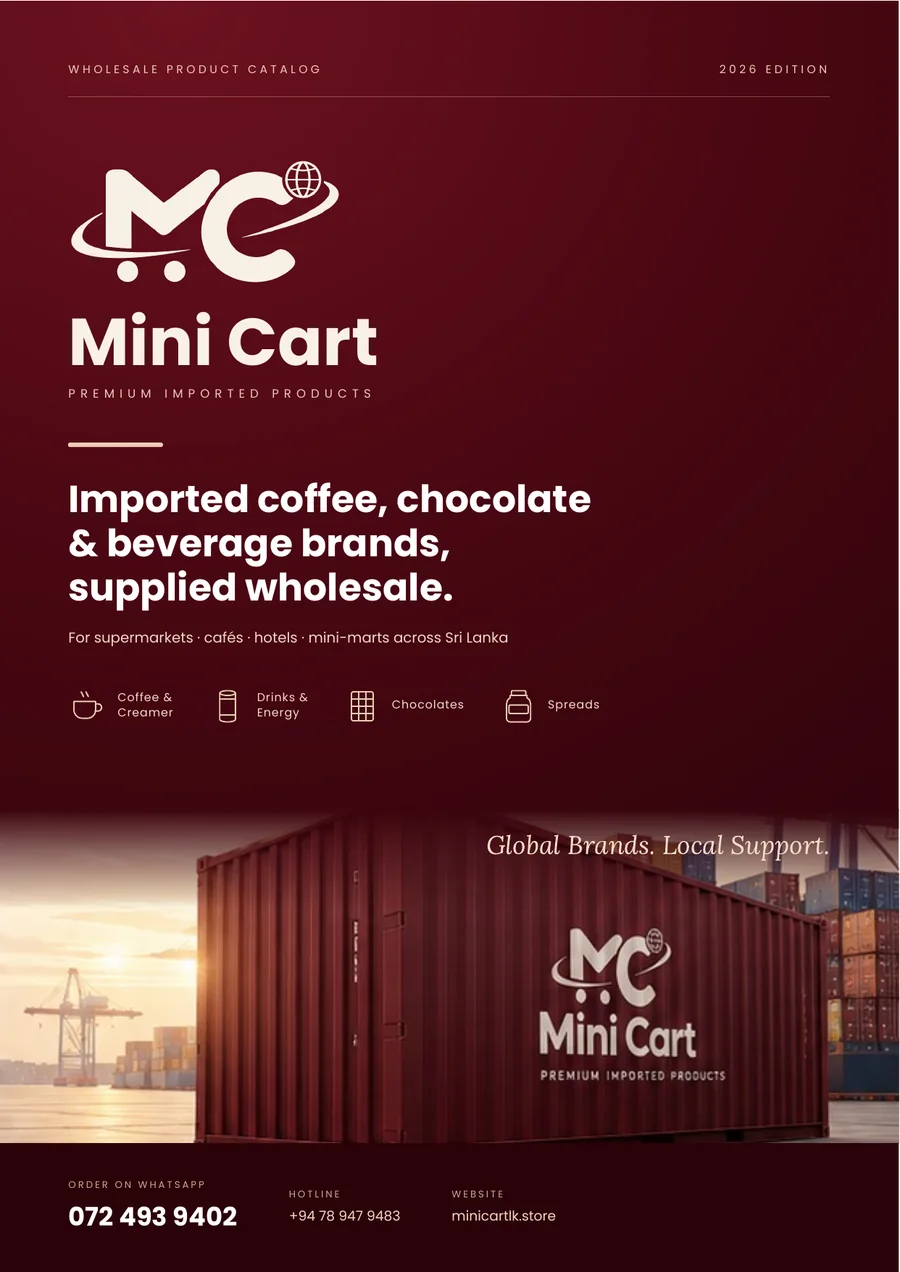 WHOLESALE PRODUCT CATALOG
2026 EDITION
MC
Mini Cart
PREMIUM IMPORTED PRODUCTS
Imported coffee, chocolate
& beverage brands,
supplied wholesale.
For supermarkets · cafés · hotels · mini-marts across Sri Lanka
Coffee &
Creamer
Drinks &
Energy
Chocolates
Spreads
Global Brands. Local Support.
MC
Mini Cart
PREMIUM IMPORTED PRODUCTS
ORDER ON WHATSAPP
072 493 9402
HOTLINE
+94 78 947 9483
WEBSITE
minicartlk.store